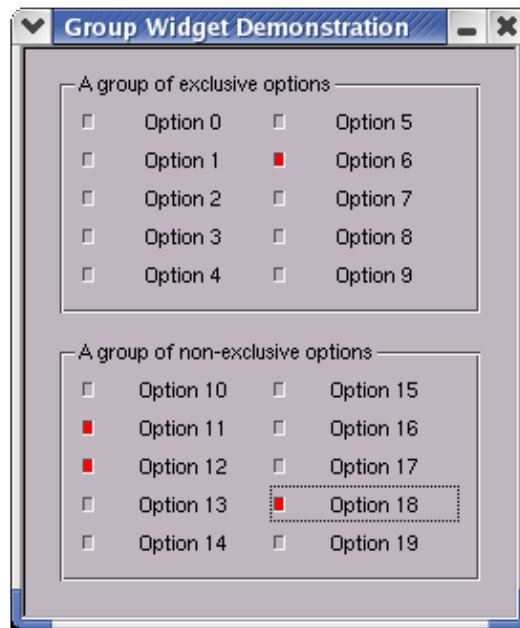 Group Widget Demonstration
A group of exclusive options
Option 0
Option 5
Option 1
Option 6
Option 2
Option 7
Option 3
Option 8
Option 4
Option 9
A group of non-exclusive options
Option 10
Option 15
Option 11
Option 16
Option 12
Option 17
Option 13
Option 18
Option 14
Option 19